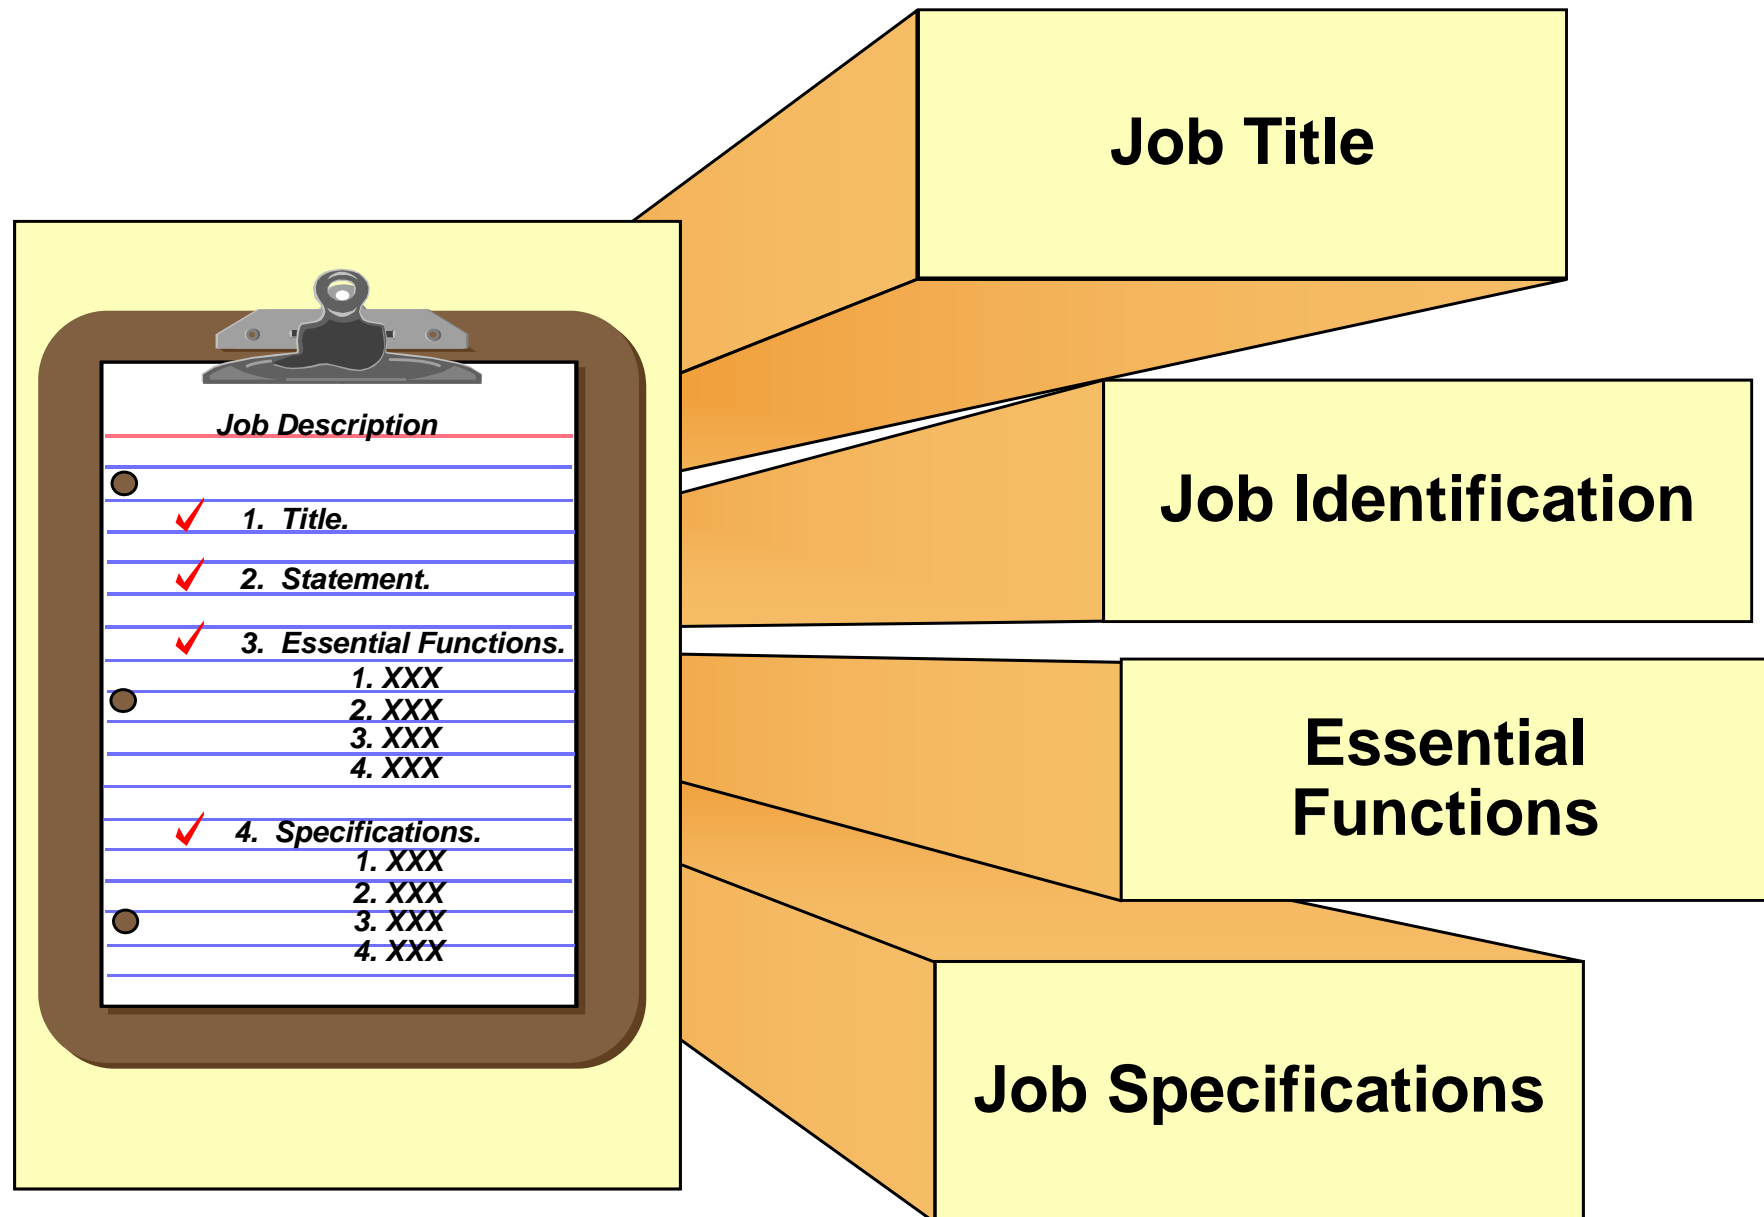 Job Description
1. Title.
2. Statement.
3. Essential Functions.
1. XXX
2. XXX
3. XXX
4. XXX
4. Specifications.
1. XXX
2. XXX
3. XXX
4. XXX
Job Title
Job Identification
Essential
Functions
Job Specifications